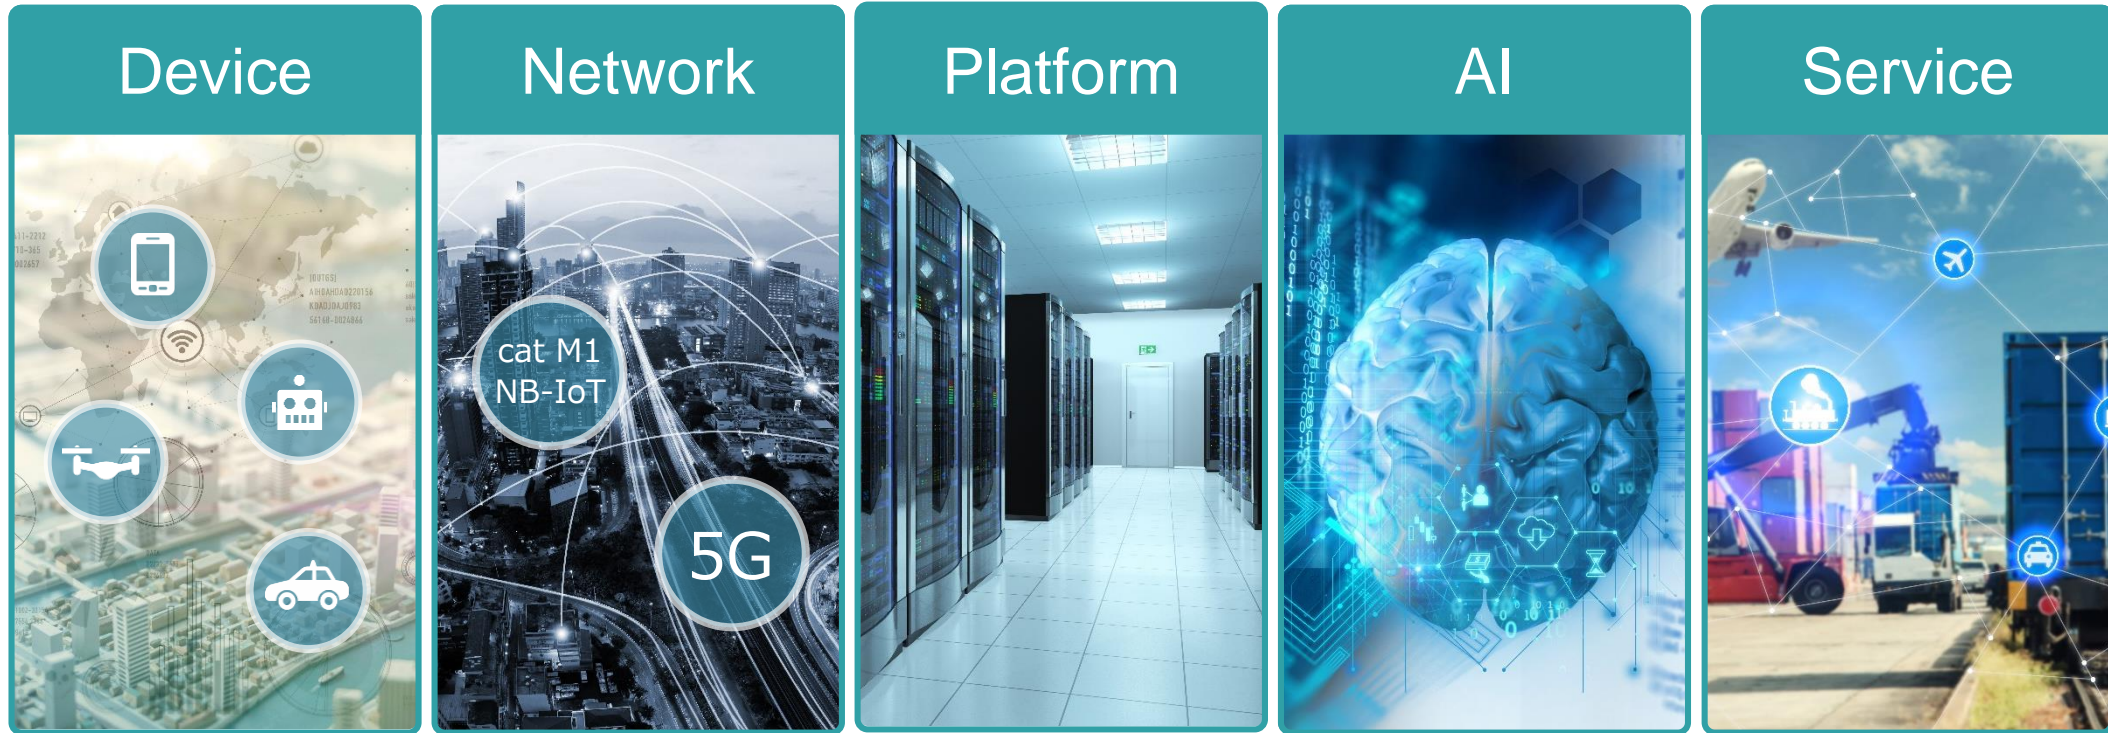 Device
Network
Platform
AI
Service
cat M1
NB-IoT
5G